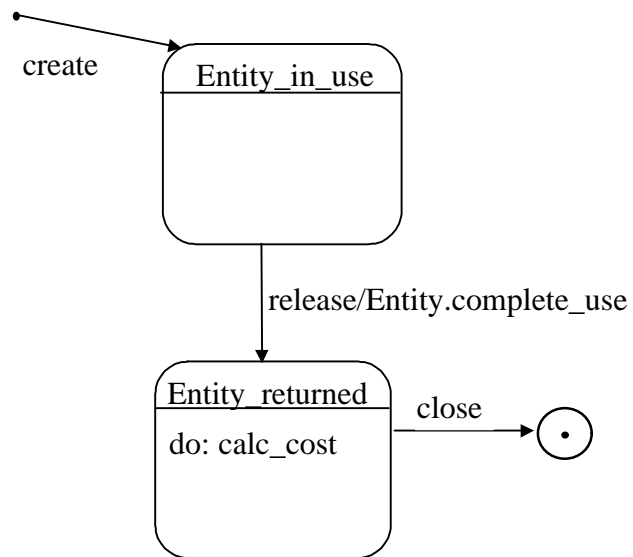 create
Entity_in_use
release/Entity.complete_use
Entity_returned
close
do: calc_cost